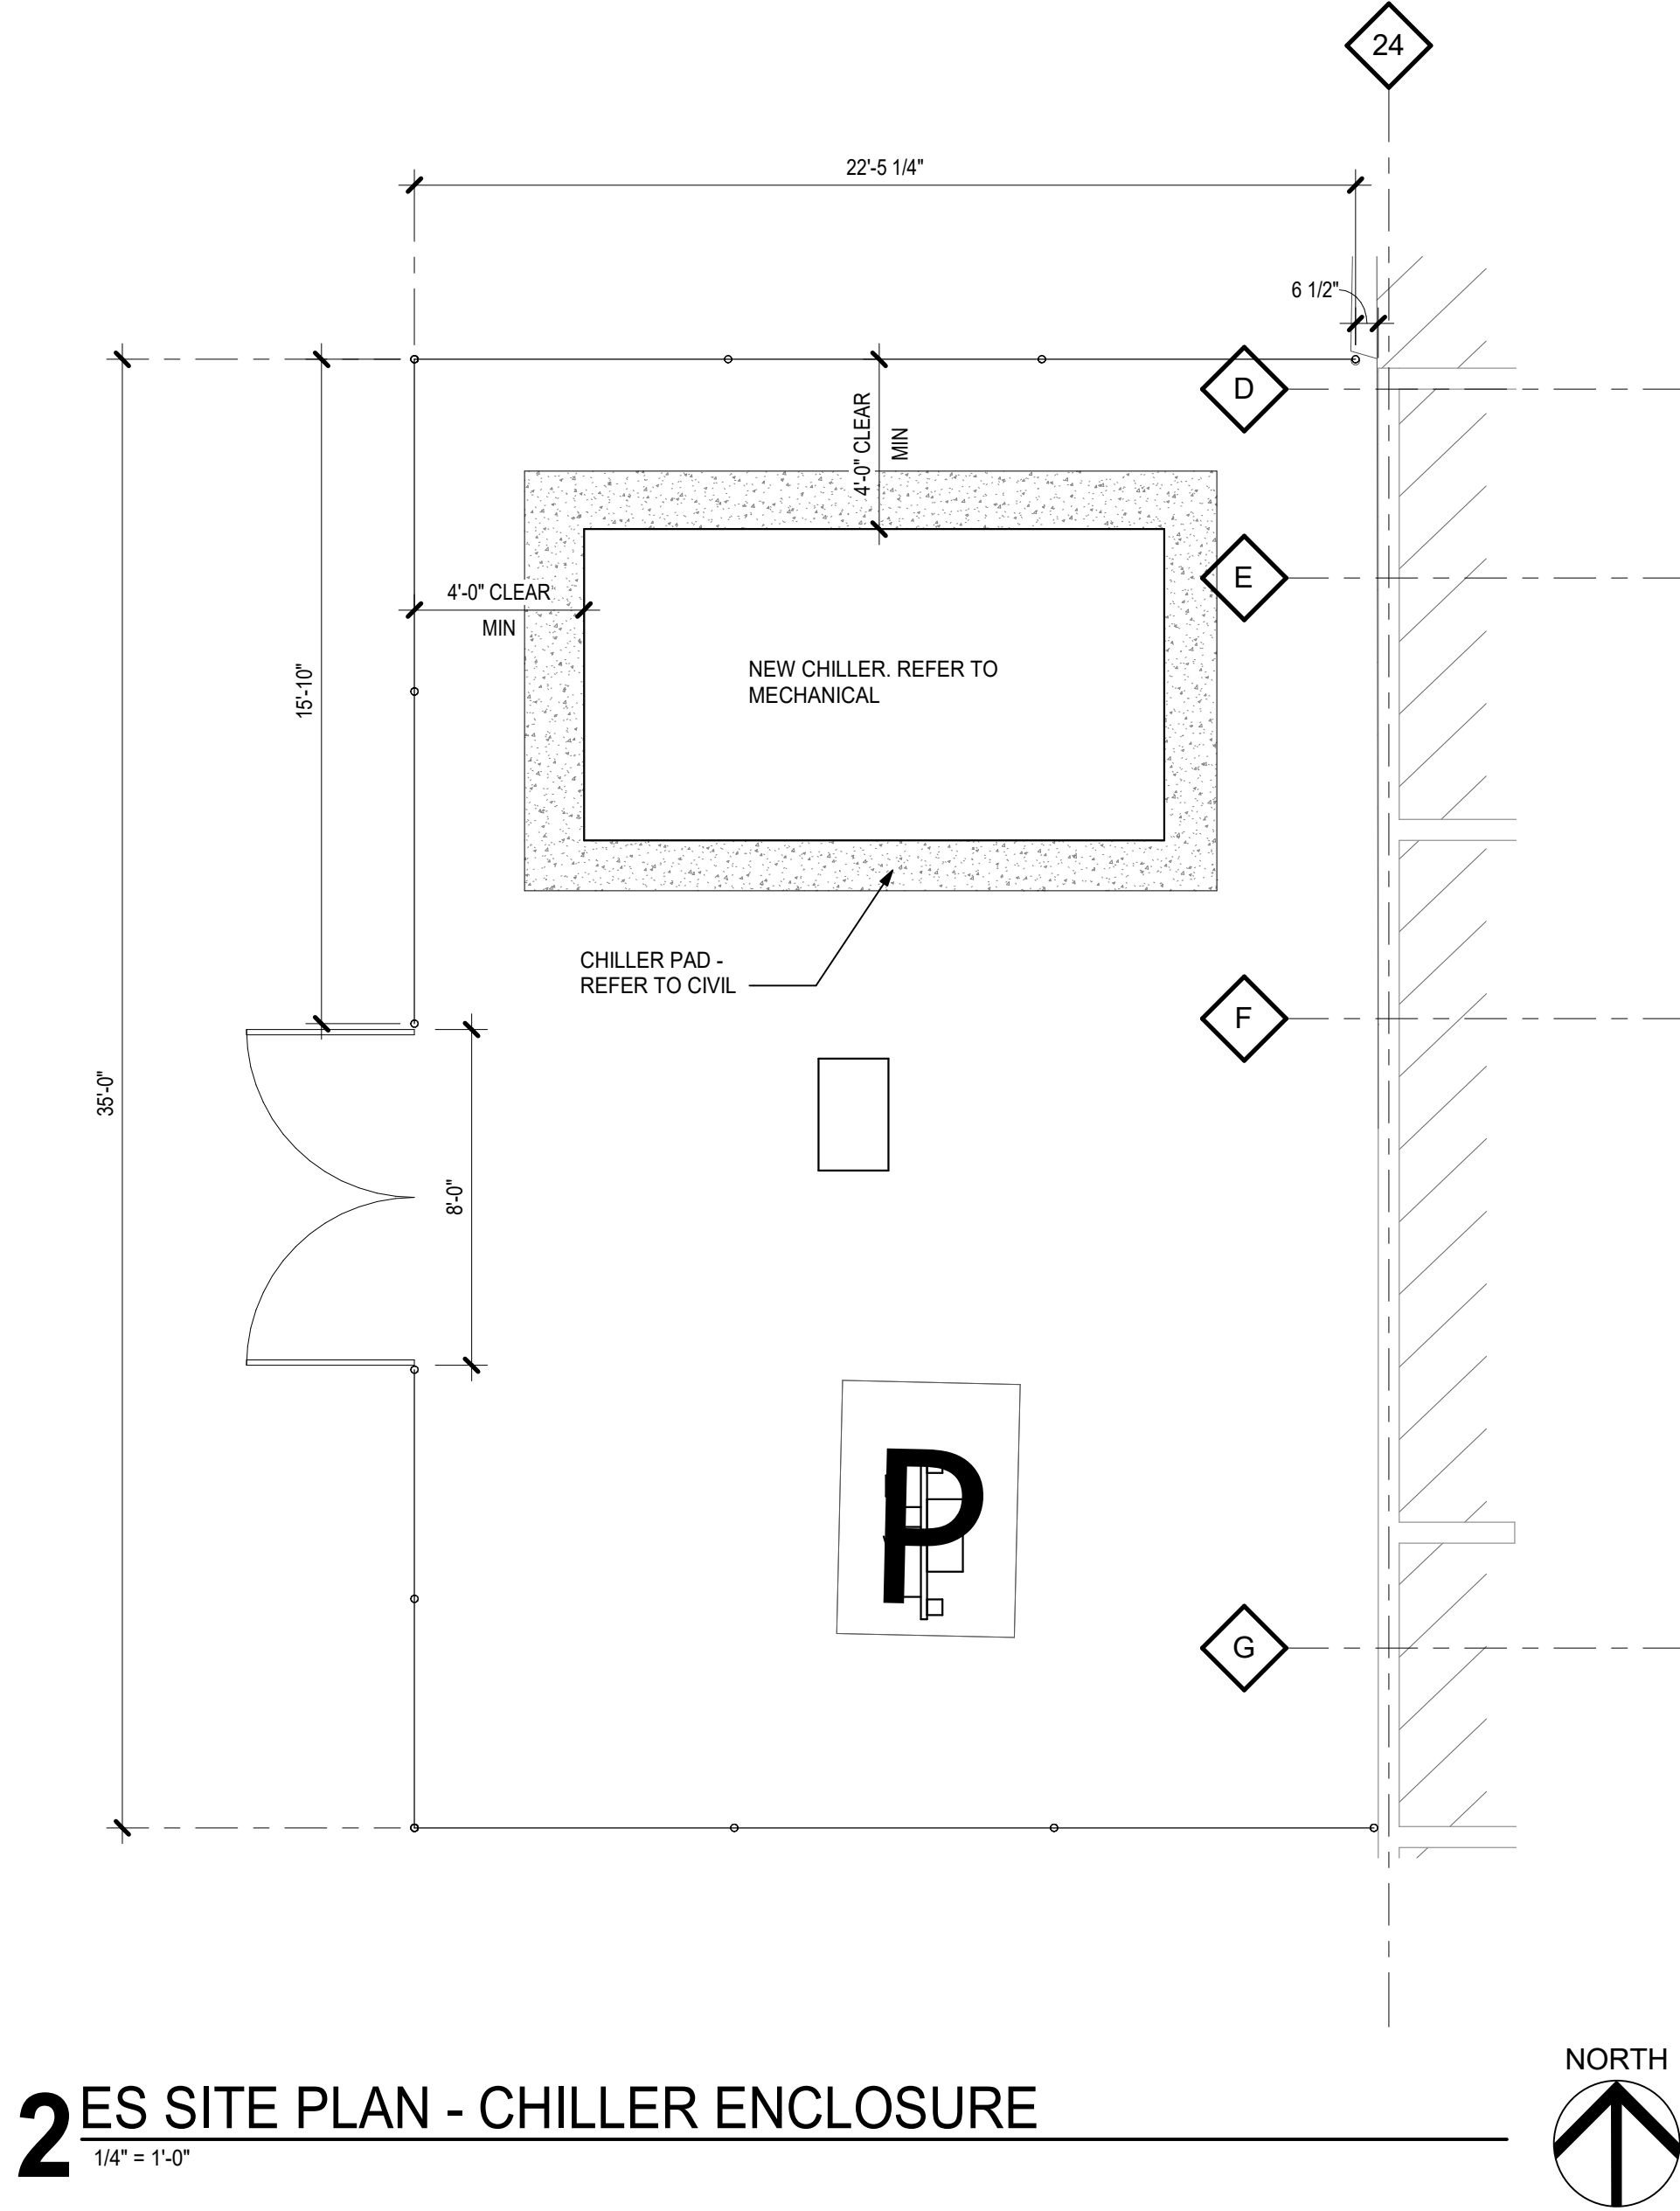 24
22'-5 1/4"
6 1/2"
D
4'-0" CLEAR
MIN
E
4'-0" CLEAR
MIN
NEW CHILLER. REFER TO
MECHANICAL
15'-10"
CHILLER PAD -
REFER TO CIVIL
F
35'-0"
8'-0"
P
G
NORTH
2 ES SITE PLAN - CHILLER ENCLOSURE
1/4" = 1'-0"